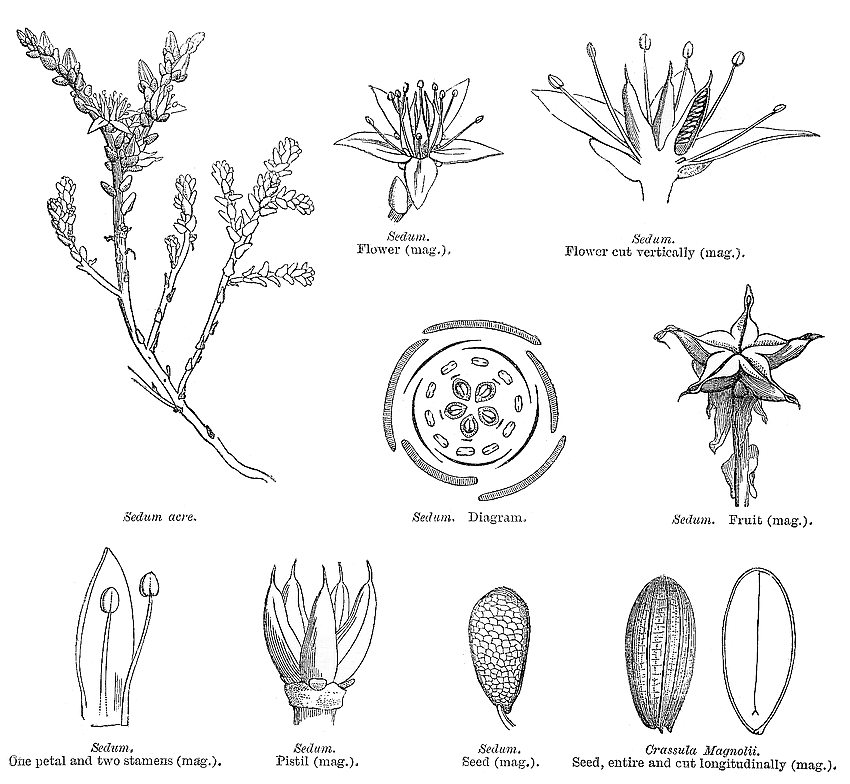 Sedum.
Flower (mag.).
Sedum.
Flower cut vertically (mag.).
Sedum acre.
Sedum. Diagram.
Sedum. Fruit (mag.).
Sedum.
One petal and two stamens (mag.).
Sedum.
Pistil (mag.).
Sedum.
Seed (mag.).
Crassula Magnolii.
Seed, entire and cut longitudinally (mag.).